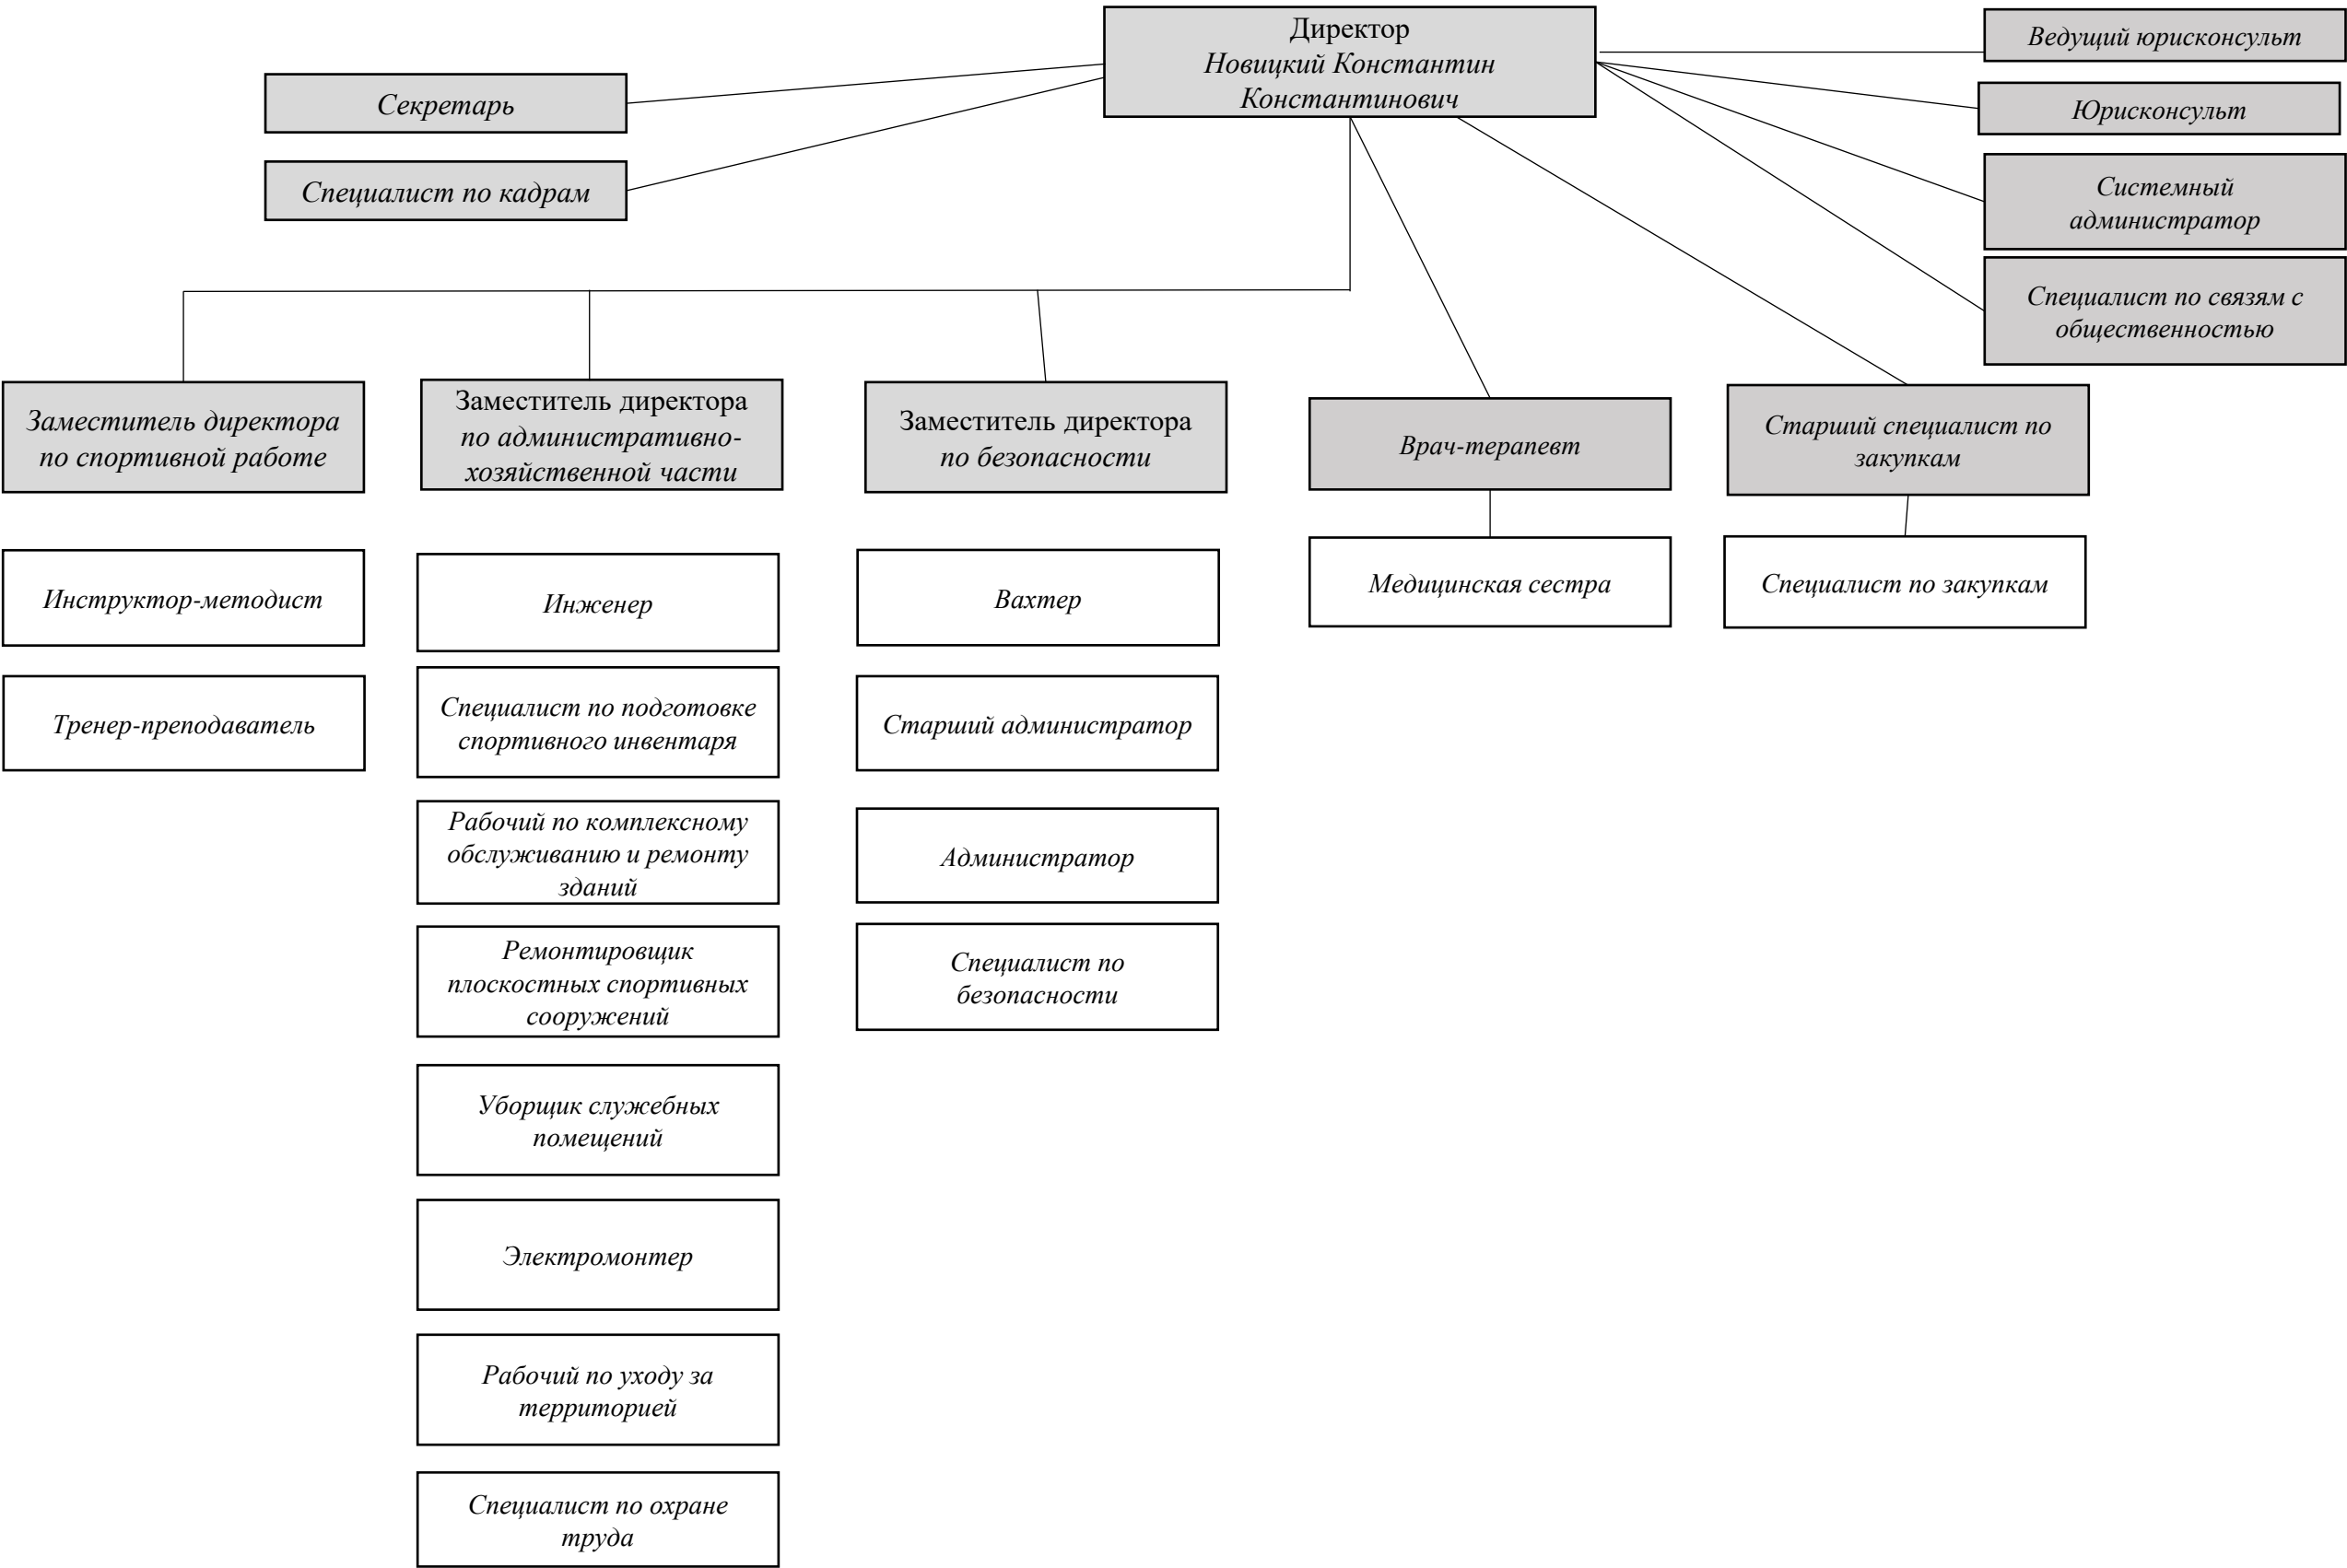 Директор
Новицкий Константин
Константинович
Ведущий юрисконсульт
Секретарь
Юрисконсульт
Специалист по кадрам
Системный
администратор
Специалист по связям с
общественностью
Заместитель директора
по спортивной работе
Заместитель директора
по административно-
хозяйственной части
Заместитель директора
по безопасности
Врач-терапевт
Старший специалист по
закупкам
Инструктор-методист
Инженер
Вахтер
Медицинская сестра
Специалист по закупкам
Тренер-преподаватель
Специалист по подготовке
спортивного инвентаря
Старший администратор
Рабочий по комплексному
обслуживанию и ремонту
зданий
Администратор
Ремонтировщик
плоскостных спортивных
сооружений
Специалист по
безопасности
Уборщик служебных
помещений
Электромонтер
Рабочий по уходу за
территорией
Специалист по охране
труда